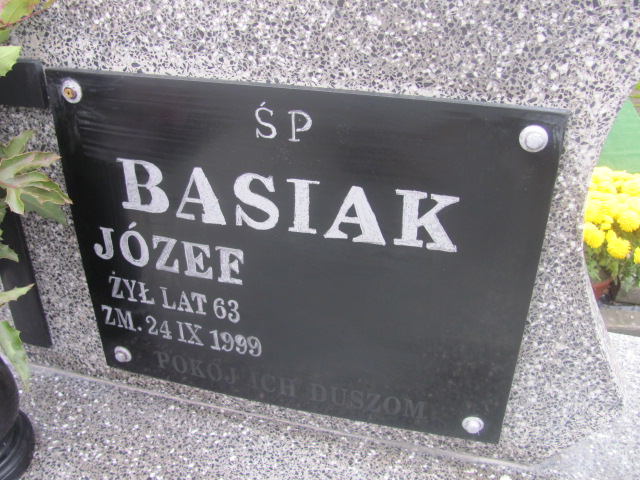 ŚP
BASIAK
JÓZEF
ŻYŁ LAT 63
ZM. 24 IX 1999
POKÓJ ICH DUSZOM